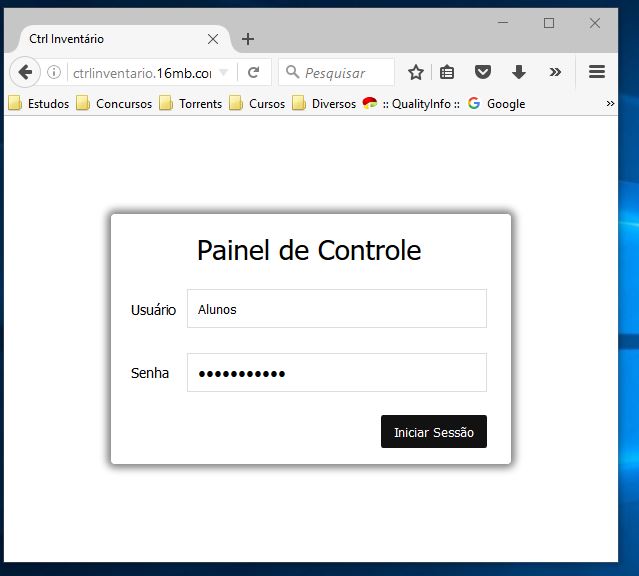 Ctrl Inventário
ctrlinventario.16mb.com
Pesquisar
Estudos Concursos Torrents Cursos Diversos :: QualityInfo :: Google
Painel de Controle
Usuário Alunos
Senha •••••••••••
Iniciar Sessão